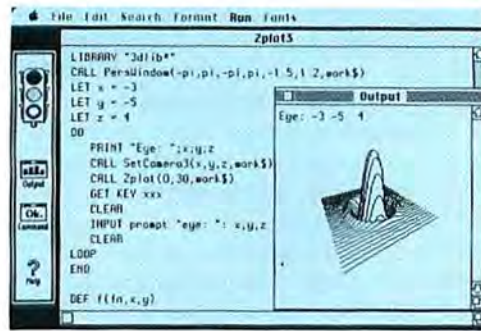 File Edit Search Format Run Fonts
Zplot3
LIBRARY "3dlib*"
CALL PersWindow(-pi,pi,-pi,pi,-1.5,1.2,work$)
LET x = -3
LET y = -5
LET z = 4
DO
PRINT "Eye: ";x;y;z
CALL SetCamera3(x,y,z,work$)
CALL Zplot(0,30,work$)
GET KEY xxx
CLEAR
INPUT prompt "eye: ": x,y,z
CLEAR
LOOP
END
DEF f(fn,x,y)
Output
Ok.
Command
?
Help
Output
Eye: -3 -5 4